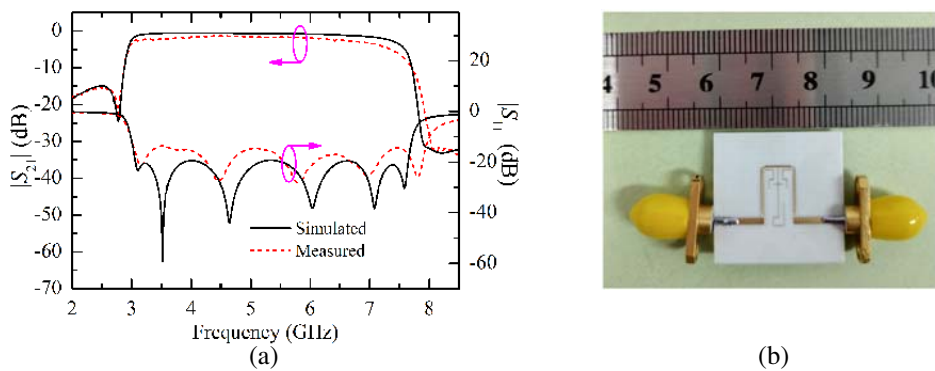 0
-10
-20
-30
-40
-50
-60
-70
|S21| (dB)
20
0
-20
-40
-60
|S11| (dB)
Simulated
Measured
2 3 4 5 6 7 8
Frequency (GHz)
(a)
4 5 6 7 8 9 10
(b)